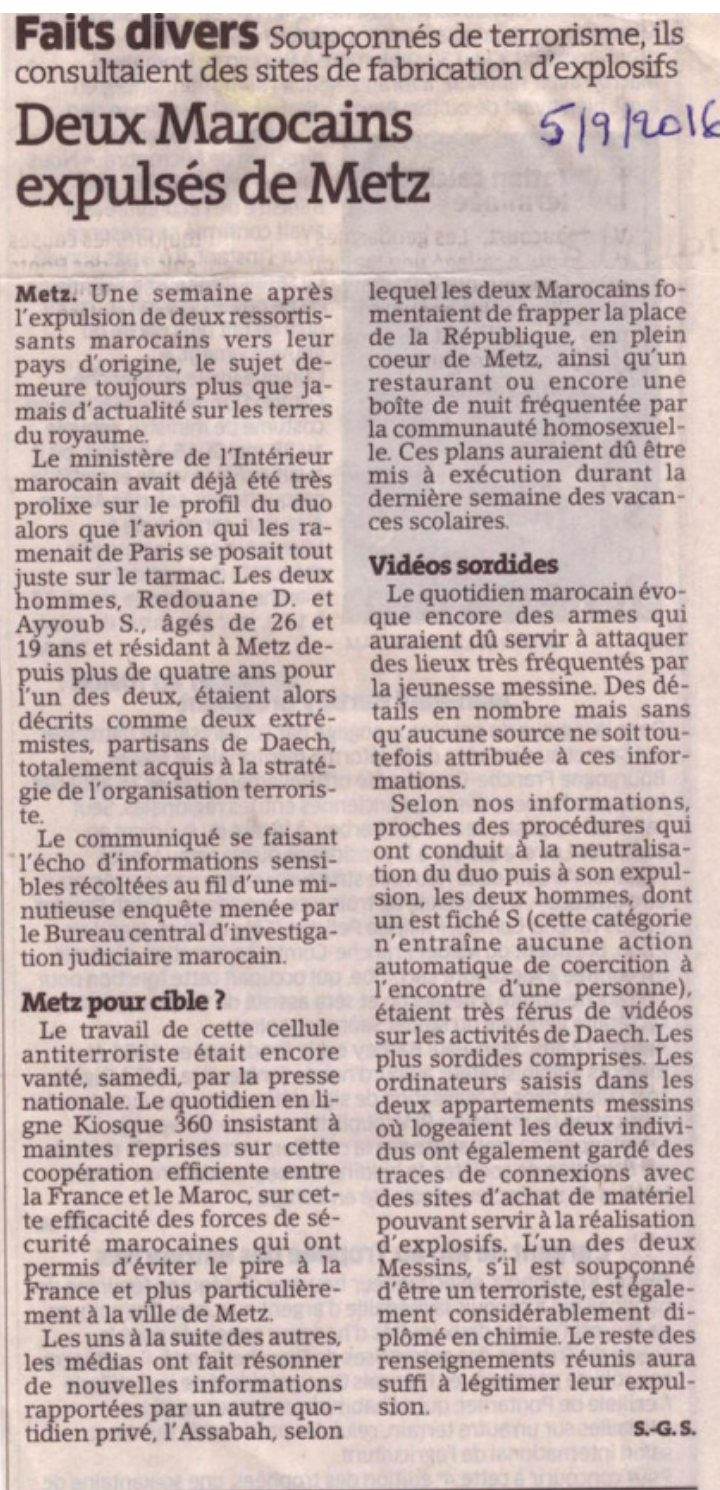 Faits divers Soupçonnés de terrorisme, ils
consultaient des sites de fabrication d'explosifs
Deux Marocains
expulsés de Metz
5/9/2016
Metz. Une semaine après
l'expulsion de deux ressortis-
sants marocains vers leur
pays d'origine, le sujet de-
meure toujours plus que ja-
mais d'actualité sur les terres
du royaume.
Le ministère de l'Intérieur
marocain avait déjà été très
prolixe sur le profil du duo
alors que l'avion qui les ra-
menait de Paris se posait tout
juste sur le tarmac. Les deux
hommes, Redouane D. et
Ayyoub S., âgés de 26 et
19 ans et résidant à Metz de-
puis plus de quatre ans pour
l'un des deux, étaient alors
décrits comme deux extré-
mistes, partisans de Daech,
totalement acquis à la straté-
gie de l'organisation terroris-
te.
Le communiqué se faisant
l'écho d'informations sensi-
bles récoltées au fil d'une mi-
nutieuse enquête menée par
le Bureau central d'investiga-
tion judiciaire marocain.
Metz pour cible ?
Le travail de cette cellule
antiterroriste était encore
vanté, samedi, par la presse
nationale. Le quotidien en li-
gne Kiosque 360 insistant à
maintes reprises sur cette
coopération efficiente entre
la France et le Maroc, sur cet-
te efficacité des forces de sé-
curité marocaines qui ont
permis d'éviter le pire à la
France et plus particulière-
ment à la ville de Metz.
Les uns à la suite des autres,
les médias ont fait résonner
de nouvelles informations
rapportées par un autre quo-
tidien privé, l'Assabah, selon
lequel les deux Marocains fo-
mentaient de frapper la place
de la République, en plein
coeur de Metz, ainsi qu'un
restaurant ou encore une
boîte de nuit fréquentée par
la communauté homosexuel-
le. Ces plans auraient dû être
mis à exécution durant la
dernière semaine des vacan-
ces scolaires.
Vidéos sordides
Le quotidien marocain évo-
que encore des armes qui
auraient dû servir à attaquer
des lieux très fréquentés par
la jeunesse messine. Des dé-
tails en nombre mais sans
qu'aucune source ne soit tou-
tefois attribuée à ces infor-
mations.
Selon nos informations,
proches des procédures qui
ont conduit à la neutralisa-
tion du duo puis à son expul-
sion, les deux hommes, dont
un est fiché S (cette catégorie
n'entraîne aucune action
automatique de coercition à
l'encontre d'une personne),
étaient très férus de vidéos
sur les activités de Daech. Les
plus sordides comprises. Les
ordinateurs saisis dans les
deux appartements messins
où logeaient les deux indivi-
dus ont également gardé des
traces de connexions avec
des sites d'achat de matériel
pouvant servir à la réalisation
d'explosifs. L'un des deux
Messins, s'il est soupçonné
d'être un terroriste, est égale-
ment considérablement di-
plômé en chimie. Le reste des
renseignements réunis aura
suffi à légitimer leur expul-
sion.
S.-G. S.